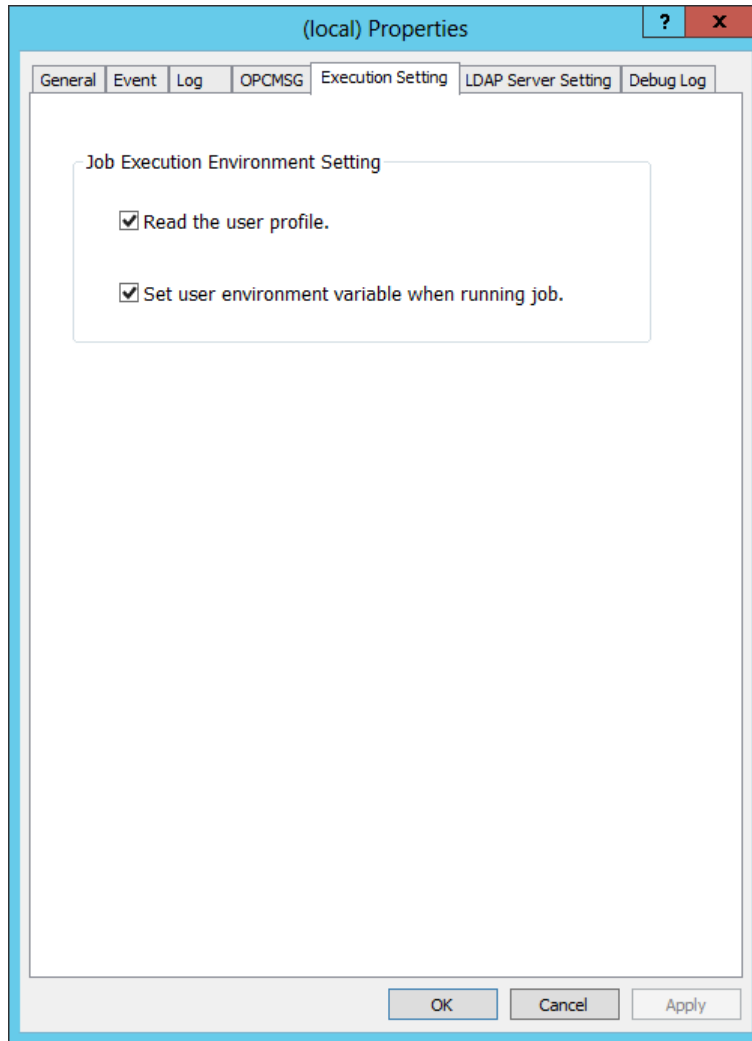 (local) Properties
? x
General Event Log OPCMSG Execution Setting LDAP Server Setting Debug Log
Job Execution Environment Setting
Read the user profile.
Set user environment variable when running job.
OK Cancel Apply